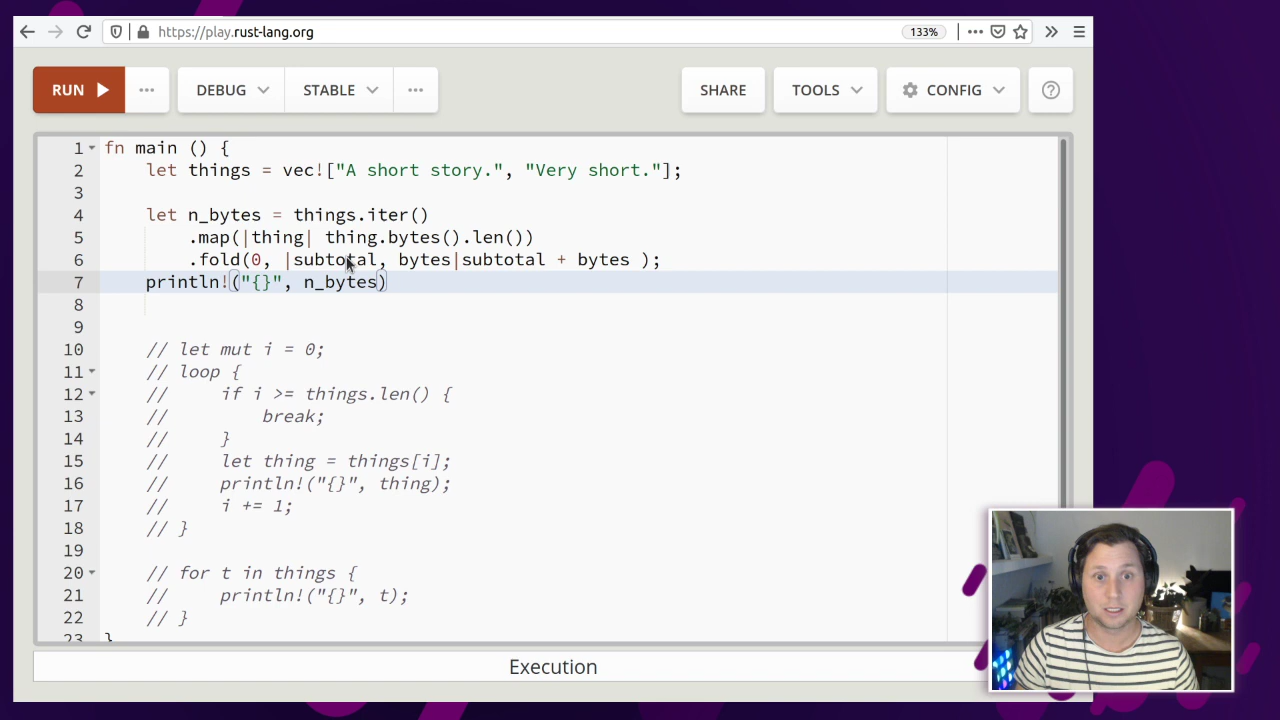 https://play.rust-lang.org 133%
RUN ... DEBUG STABLE ... SHARE TOOLS CONFIG ?
1 fn main () {
2     let things = vec!["A short story.", "Very short."];
3
4     let n_bytes = things.iter()
5         .map(|thing| thing.bytes().len())
6         .fold(0, |subtotal, bytes|subtotal + bytes );
7     println!("{}", n_bytes)
8
9
10     // let mut i = 0;
11     // loop {
12     //     if i >= things.len() {
13     //         break;
14     //     }
15     //     let thing = things[i];
16     //     println!("{}", thing);
17     //     i += 1;
18     // }
19
20     // for t in things {
21     //     println!("{}", t);
22     // }
23 }
Execution